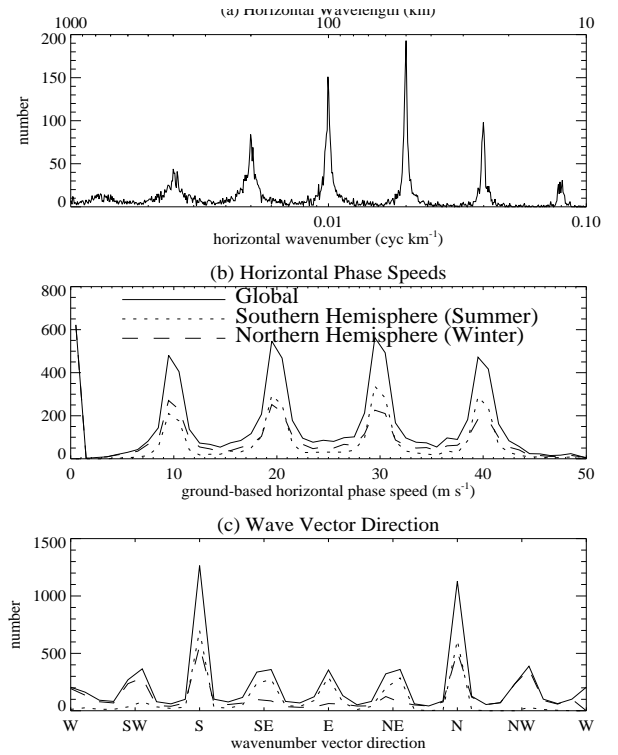 (a) Horizontal Wavelength (km)
1000 100 10
200
150
100
50
0
number
0.01 0.10
horizontal wavenumber (cyc km-1)
(b) Horizontal Phase Speeds
800
600
400
200
0
number
Global
Southern Hemisphere (Summer)
Northern Hemisphere (Winter)
0 10 20 30 40 50
ground-based horizontal phase speed (m s-1)
(c) Wave Vector Direction
1500
1000
500
0
number
W SW S SE E NE N NW W
wavenumber vector direction